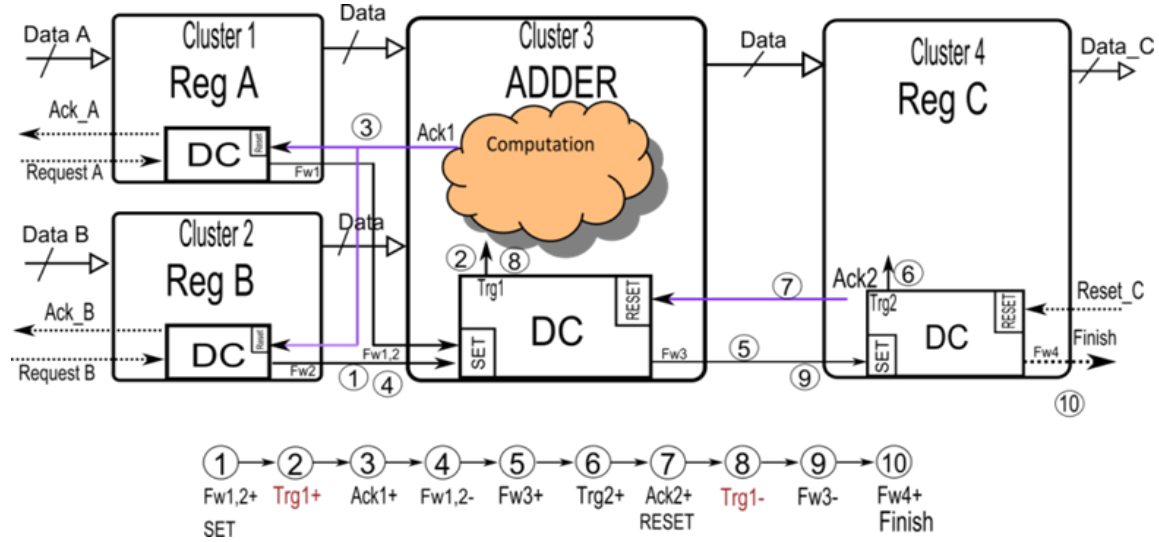 Data A
Cluster 1
Reg A
Ack_A
Request A
DC
Reset
Fw1
Data
3
Ack1
Data B
Cluster 2
Reg B
Ack_B
Request B
DC
Reset
Fw2
Data
Fw1,2
1
4
Cluster 3
ADDER
Computation
2
8
Trg1
SET
DC
RESET
Fw3
Data
7
Ack2
5
9
Cluster 4
Reg C
6
Trg2
SET
DC
RESET
Fw4
Data_C
Reset_C
Finish
10
1 2 3 4 5 6 7 8 9 10
Fw1,2+ Trg1+ Ack1+ Fw1,2- Fw3+ Trg2+ Ack2+ Trg1- Fw3- Fw4+
SET RESET Finish